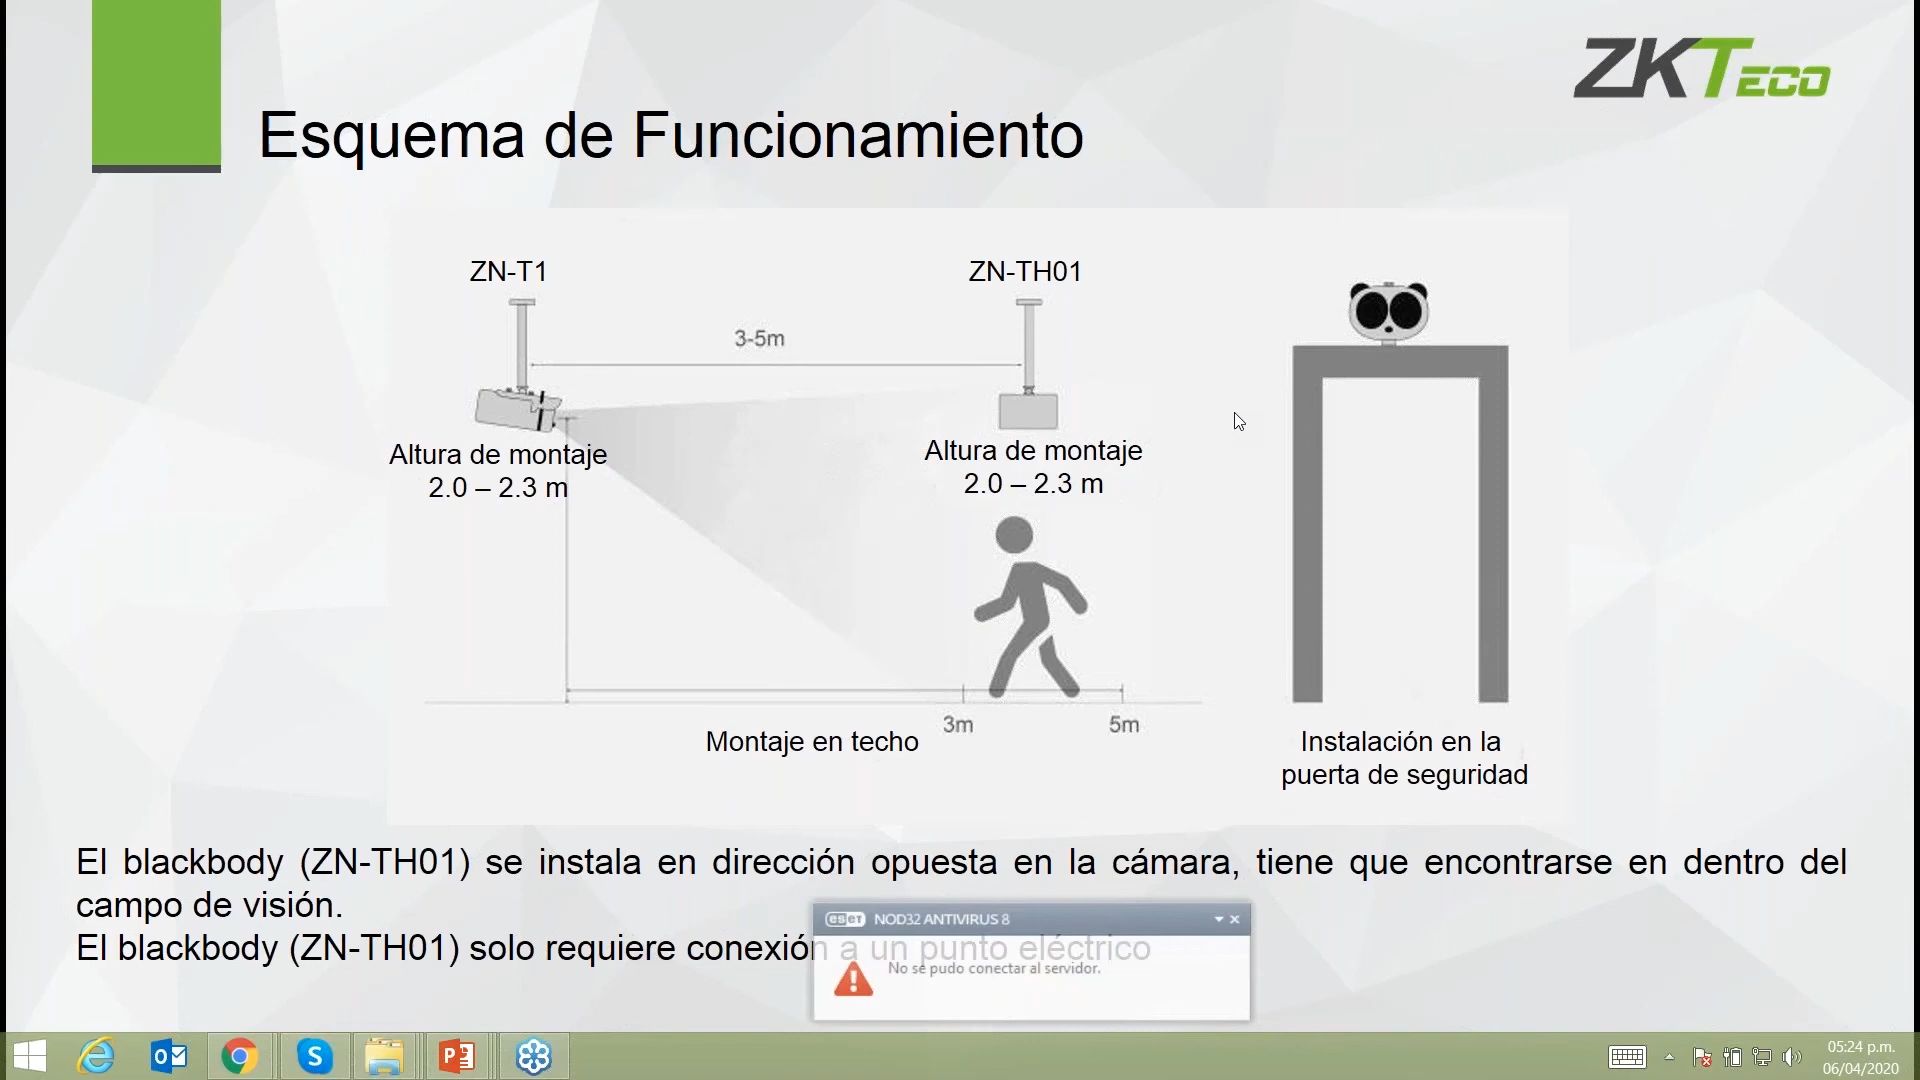 ZKTECO
Esquema de Funcionamiento
ZN-T1
ZN-TH01
3-5m
Altura de montaje
2.0 – 2.3 m
Altura de montaje
2.0 – 2.3 m
3m
5m
Montaje en techo
Instalación en la
puerta de seguridad
El blackbody (ZN-TH01) se instala en dirección opuesta en la cámara, tiene que encontrarse en dentro del
campo de visión.
El blackbody (ZN-TH01) solo requiere conexión a un punto eléctrico
eseT NOD32 ANTIVIRUS 8
No se pudo conectar al servidor.
05:24 p.m.
06/04/2020